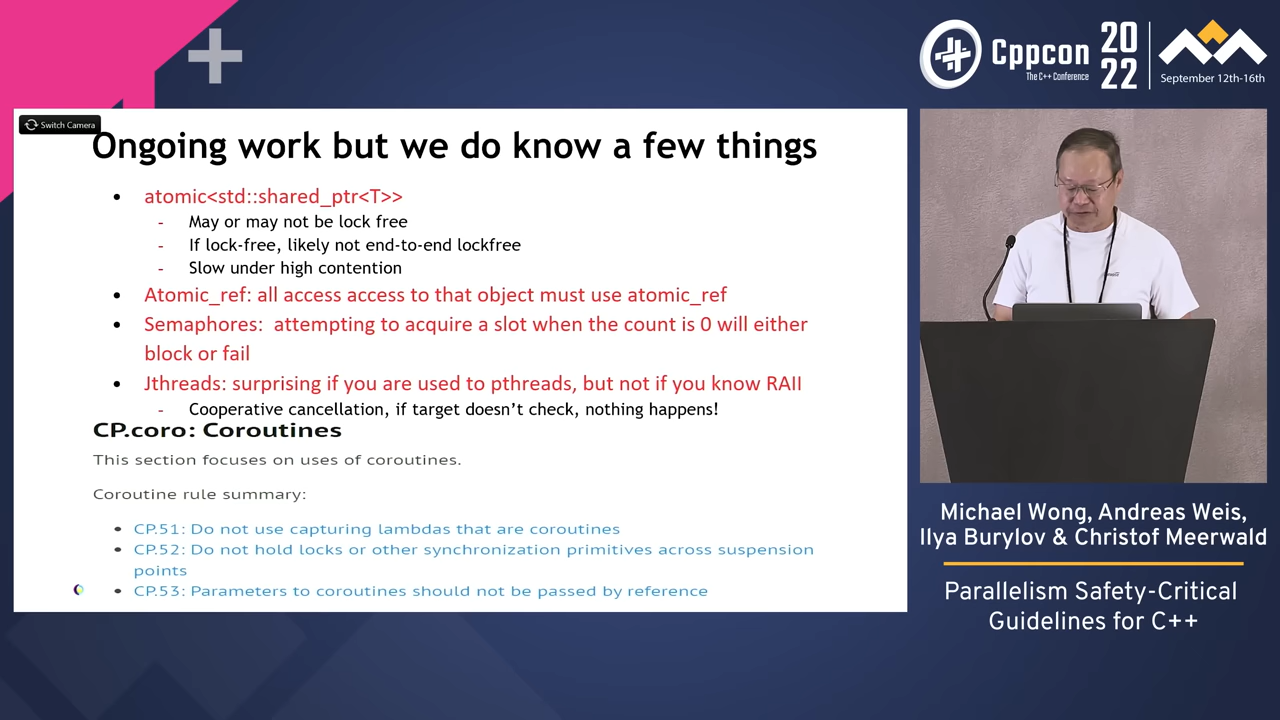 Cppcon
The C++ Conference
20
22
September 12th-16th
Switch Camera
Ongoing work but we do know a few things
• atomic<std::shared_ptr<T>>
- May or may not be lock free
- If lock-free, likely not end-to-end lockfree
- Slow under high contention
• Atomic_ref: all access access to that object must use atomic_ref
• Semaphores: attempting to acquire a slot when the count is 0 will either
block or fail
• Jthreads: surprising if you are used to pthreads, but not if you know RAII
- Cooperative cancellation, if target doesn't check, nothing happens!
CP.coro: Coroutines
This section focuses on uses of coroutines.
Coroutine rule summary:
• CP.51: Do not use capturing lambdas that are coroutines
• CP.52: Do not hold locks or other synchronization primitives across suspension
points
• CP.53: Parameters to coroutines should not be passed by reference
Michael Wong, Andreas Weis,
Ilya Burylov & Christof Meerwald
Parallelism Safety-Critical
Guidelines for C++